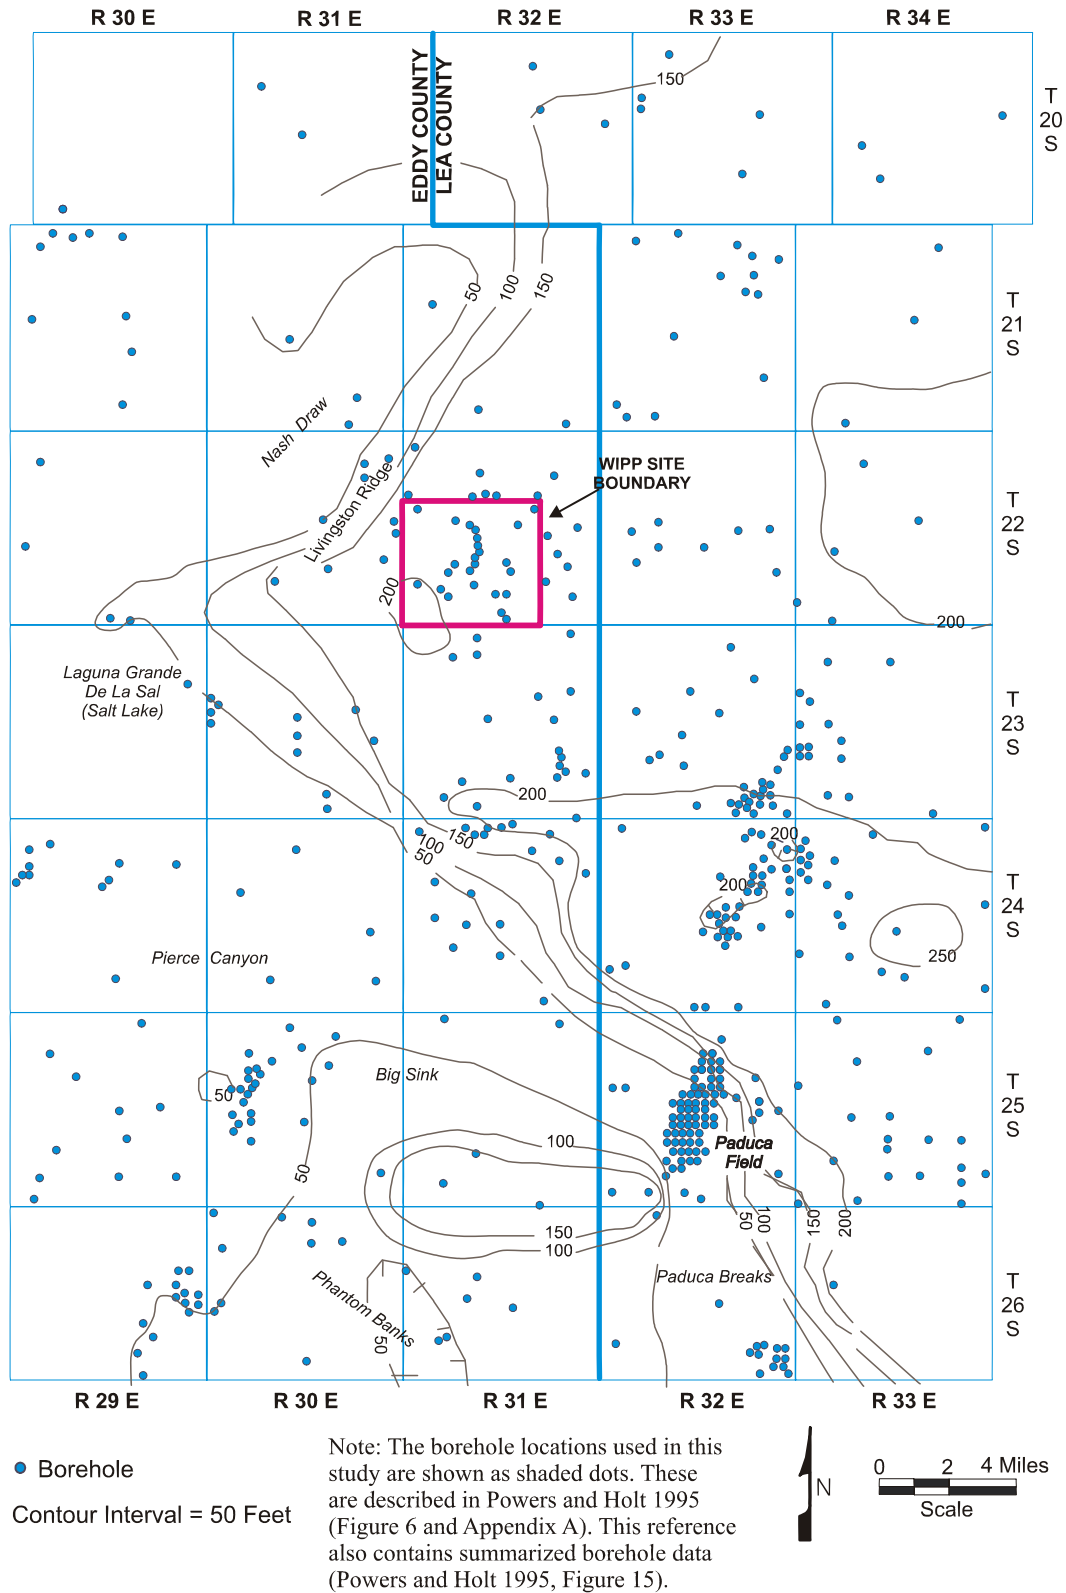 R 30 E
R 31 E
R 32 E
R 33 E
R 34 E
EDDY COUNTY
LEA COUNTY
150
T
20
S
50
100
150
T
21
S
Nash Draw
Livingston Ridge
WIPP SITE
BOUNDARY
T
22
S
200
200
Laguna Grande
De La Sal
(Salt Lake)
T
23
S
200
150
100
50
200
200
T
24
S
250
Pierce Canyon
Big Sink
50
T
25
S
100
Paduca
Field
50
50
100
150
200
150
100
Phantom Banks
50
Paduca Breaks
T
26
S
R 29 E
R 30 E
R 31 E
R 32 E
R 33 E
Borehole
Contour Interval = 50 Feet
Note: The borehole locations used in this
study are shown as shaded dots. These
are described in Powers and Holt 1995
(Figure 6 and Appendix A). This reference
also contains summarized borehole data
(Powers and Holt 1995, Figure 15).
N
0 2 4 Miles
Scale